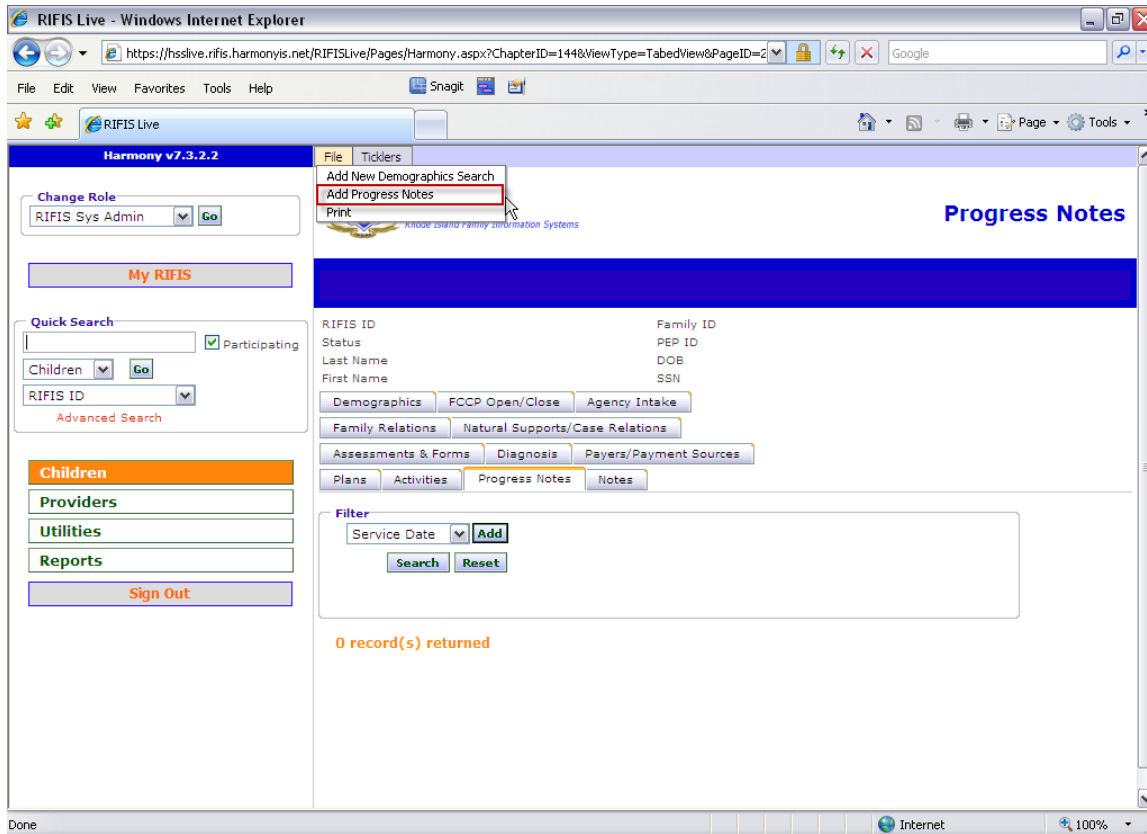 RIFIS Live - Windows Internet Explorer
https://hsslive.rifis.harmonyis.net/RIFISLive/Pages/Harmony.aspx?ChapterID=144&ViewType=TabedView&PageID=2
Google
File Edit View Favorites Tools Help
Snagit
RIFIS Live
Page Tools
Harmony v7.3.2.2
File Ticklers
Add New Demographics Search
Add Progress Notes
Print
Change Role
RIFIS Sys Admin Go
Rhode Island Family Information Systems
Progress Notes
My RIFIS
Quick Search
Participating
Children Go
RIFIS ID
Advanced Search
RIFIS ID Family ID
Status PEP ID
Last Name DOB
First Name SSN
Demographics FCCP Open/Close Agency Intake
Family Relations Natural Supports/Case Relations
Assessments & Forms Diagnosis Payers/Payment Sources
Plans Activities Progress Notes Notes
Children
Providers
Utilities
Reports
Sign Out
Filter
Service Date Add
Search Reset
0 record(s) returned
Done Internet 100%